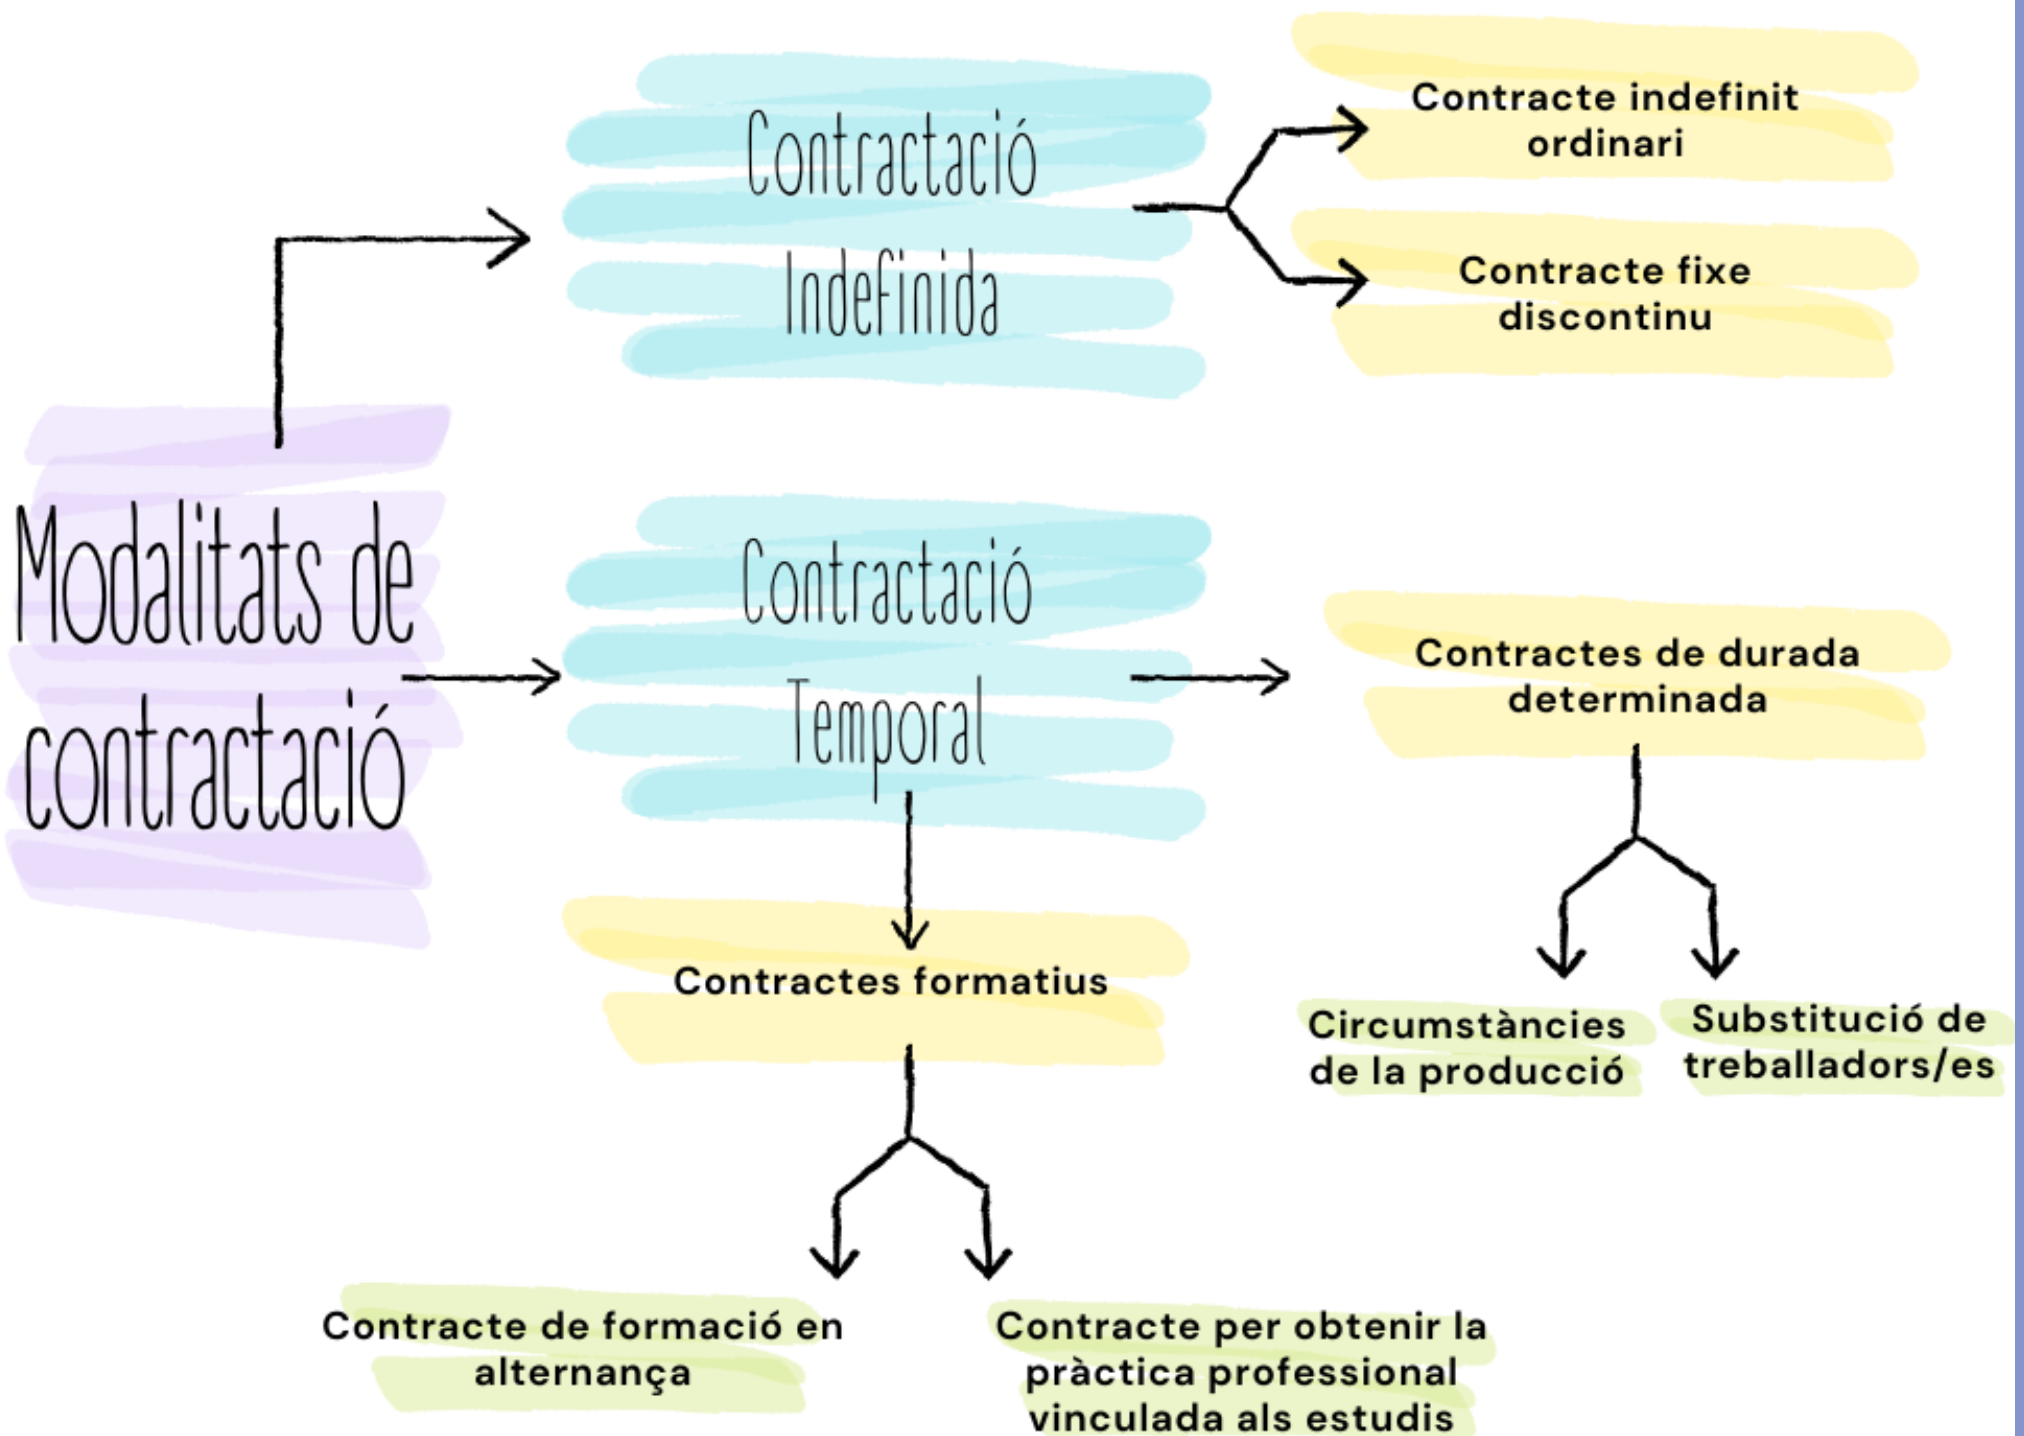 Contractació
Indefinida
Contracte indefinit
ordinari
Contracte fixe
discontinu
Modalitats de
contractació
Contractació
Temporal
Contractes de durada
determinada
Contractes formatius
Circumstàncies
de la producció
Substitució de
treballadors/es
Contracte de formació en
alternança
Contracte per obtenir la
pràctica professional
vinculada als estudis